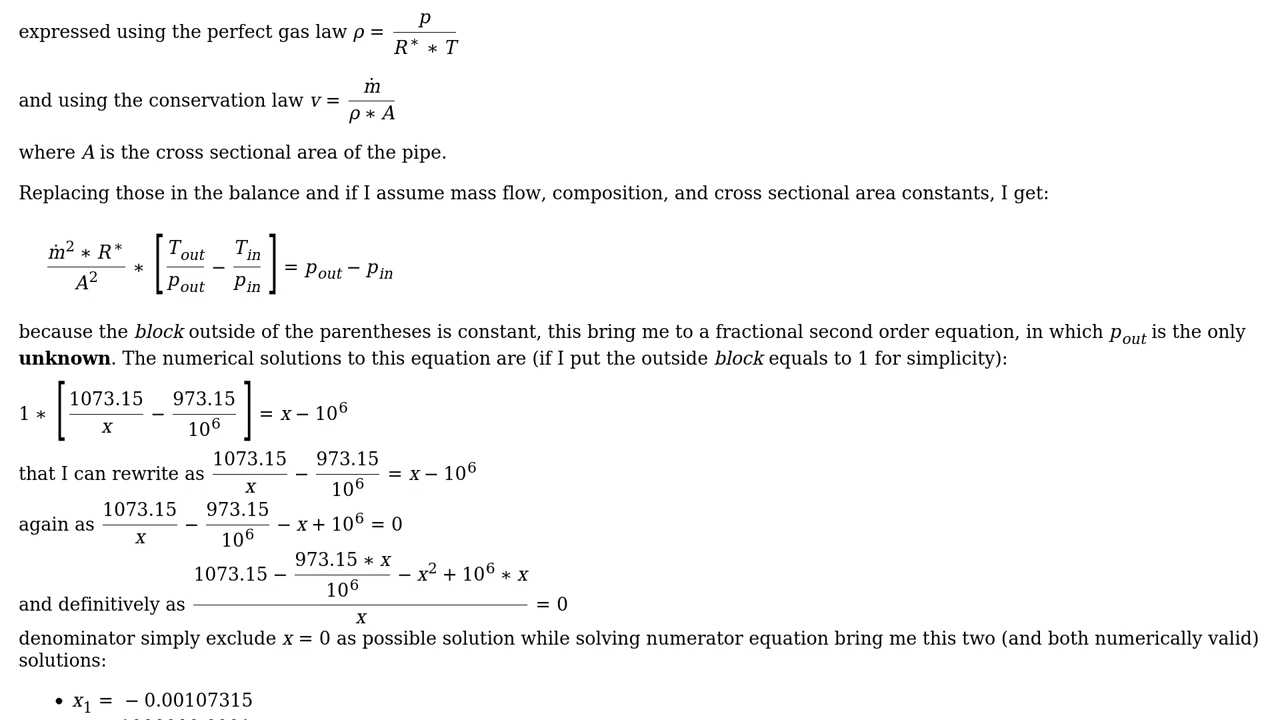 expressed using the perfect gas law ρ = p / (R* ∗ T)
and using the conservation law v = ṁ / (ρ ∗ A)
where A is the cross sectional area of the pipe.
Replacing those in the balance and if I assume mass flow, composition, and cross sectional area constants, I get:
(ṁ² ∗ R*) / A² ∗ [T_out / p_out − T_in / p_in] = p_out − p_in
because the block outside of the parentheses is constant, this bring me to a fractional second order equation, in which p_out is the only
unknown. The numerical solutions to this equation are (if I put the outside block equals to 1 for simplicity):
1 ∗ [1073.15 / x − 973.15 / 10⁶] = x − 10⁶
that I can rewrite as 1073.15 / x − 973.15 / 10⁶ = x − 10⁶
again as 1073.15 / x − 973.15 / 10⁶ − x + 10⁶ = 0
and definitively as (1073.15 − (973.15 ∗ x) / 10⁶ − x² + 10⁶ ∗ x) / x = 0
denominator simply exclude x = 0 as possible solution while solving numerator equation bring me this two (and both numerically valid)
solutions:
• x₁ = − 0.00107315